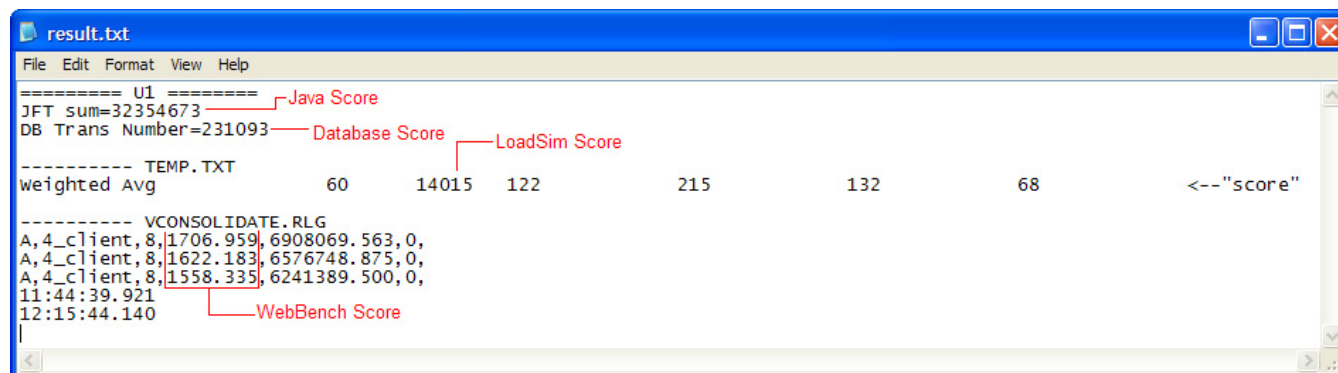 result.txt
File Edit Format View Help
========= U1 ========
JFT sum=32354673 Java Score
DB Trans Number=231093 Database Score
LoadSim Score
---------- TEMP.TXT
Weighted Avg 60 14015 122 215 132 68 <--"score"
---------- VCONSOLIDATE.RLG
A,4_client,8,1706.959,6908069.563,0,
A,4_client,8,1622.183,6576748.875,0,
A,4_client,8,1558.335,6241389.500,0,
11:44:39.921
12:15:44.140 WebBench Score